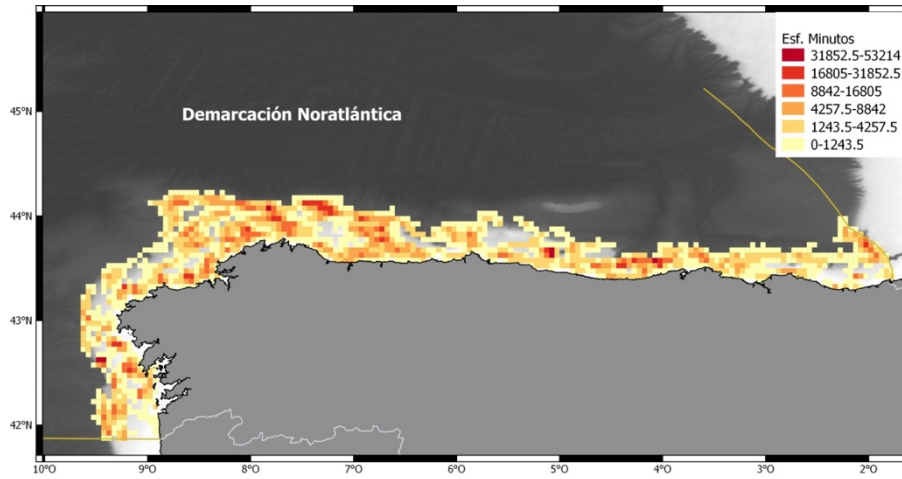 Esf. Minutos
31852.5-53214
16805-31852.5
8842-16805
4257.5-8842
1243.5-4257.5
0-1243.5
Demarcación Noratlántica
45°N
44°N
43°N
42°N
10°O 9°O 8°O 7°O 6°O 5°O 4°O 3°O 2°O